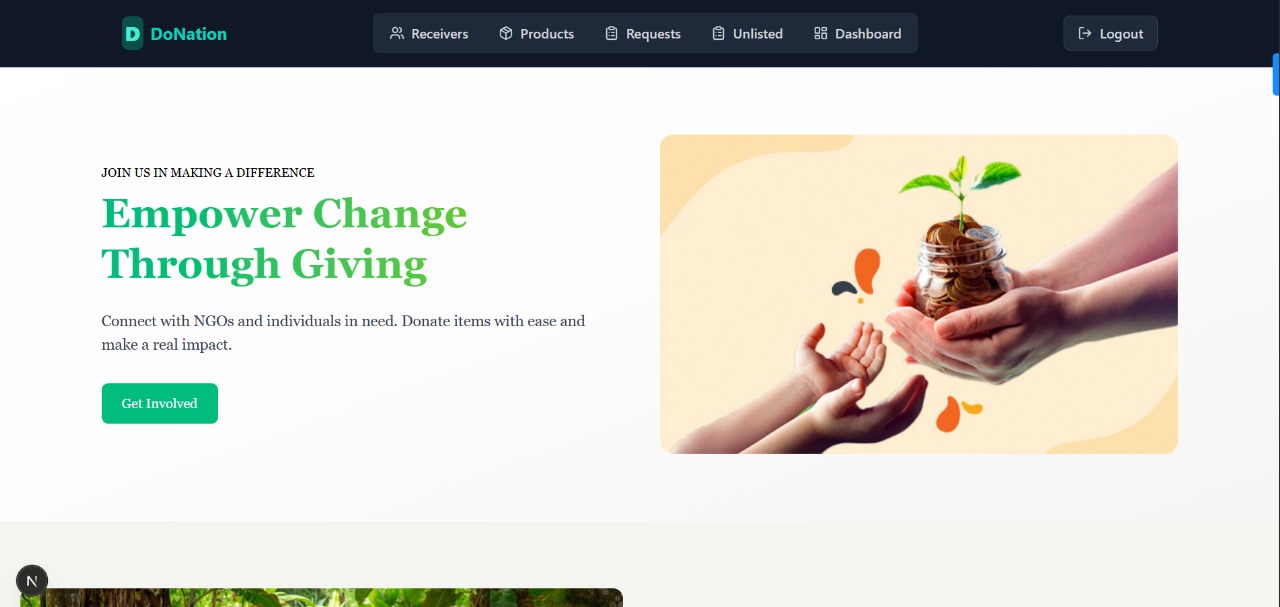 D DoNation
Receivers
Products
Requests
Unlisted
Dashboard
Logout
JOIN US IN MAKING A DIFFERENCE
Empower Change
Through Giving
Connect with NGOs and individuals in need. Donate items with ease and
make a real impact.
Get Involved
N